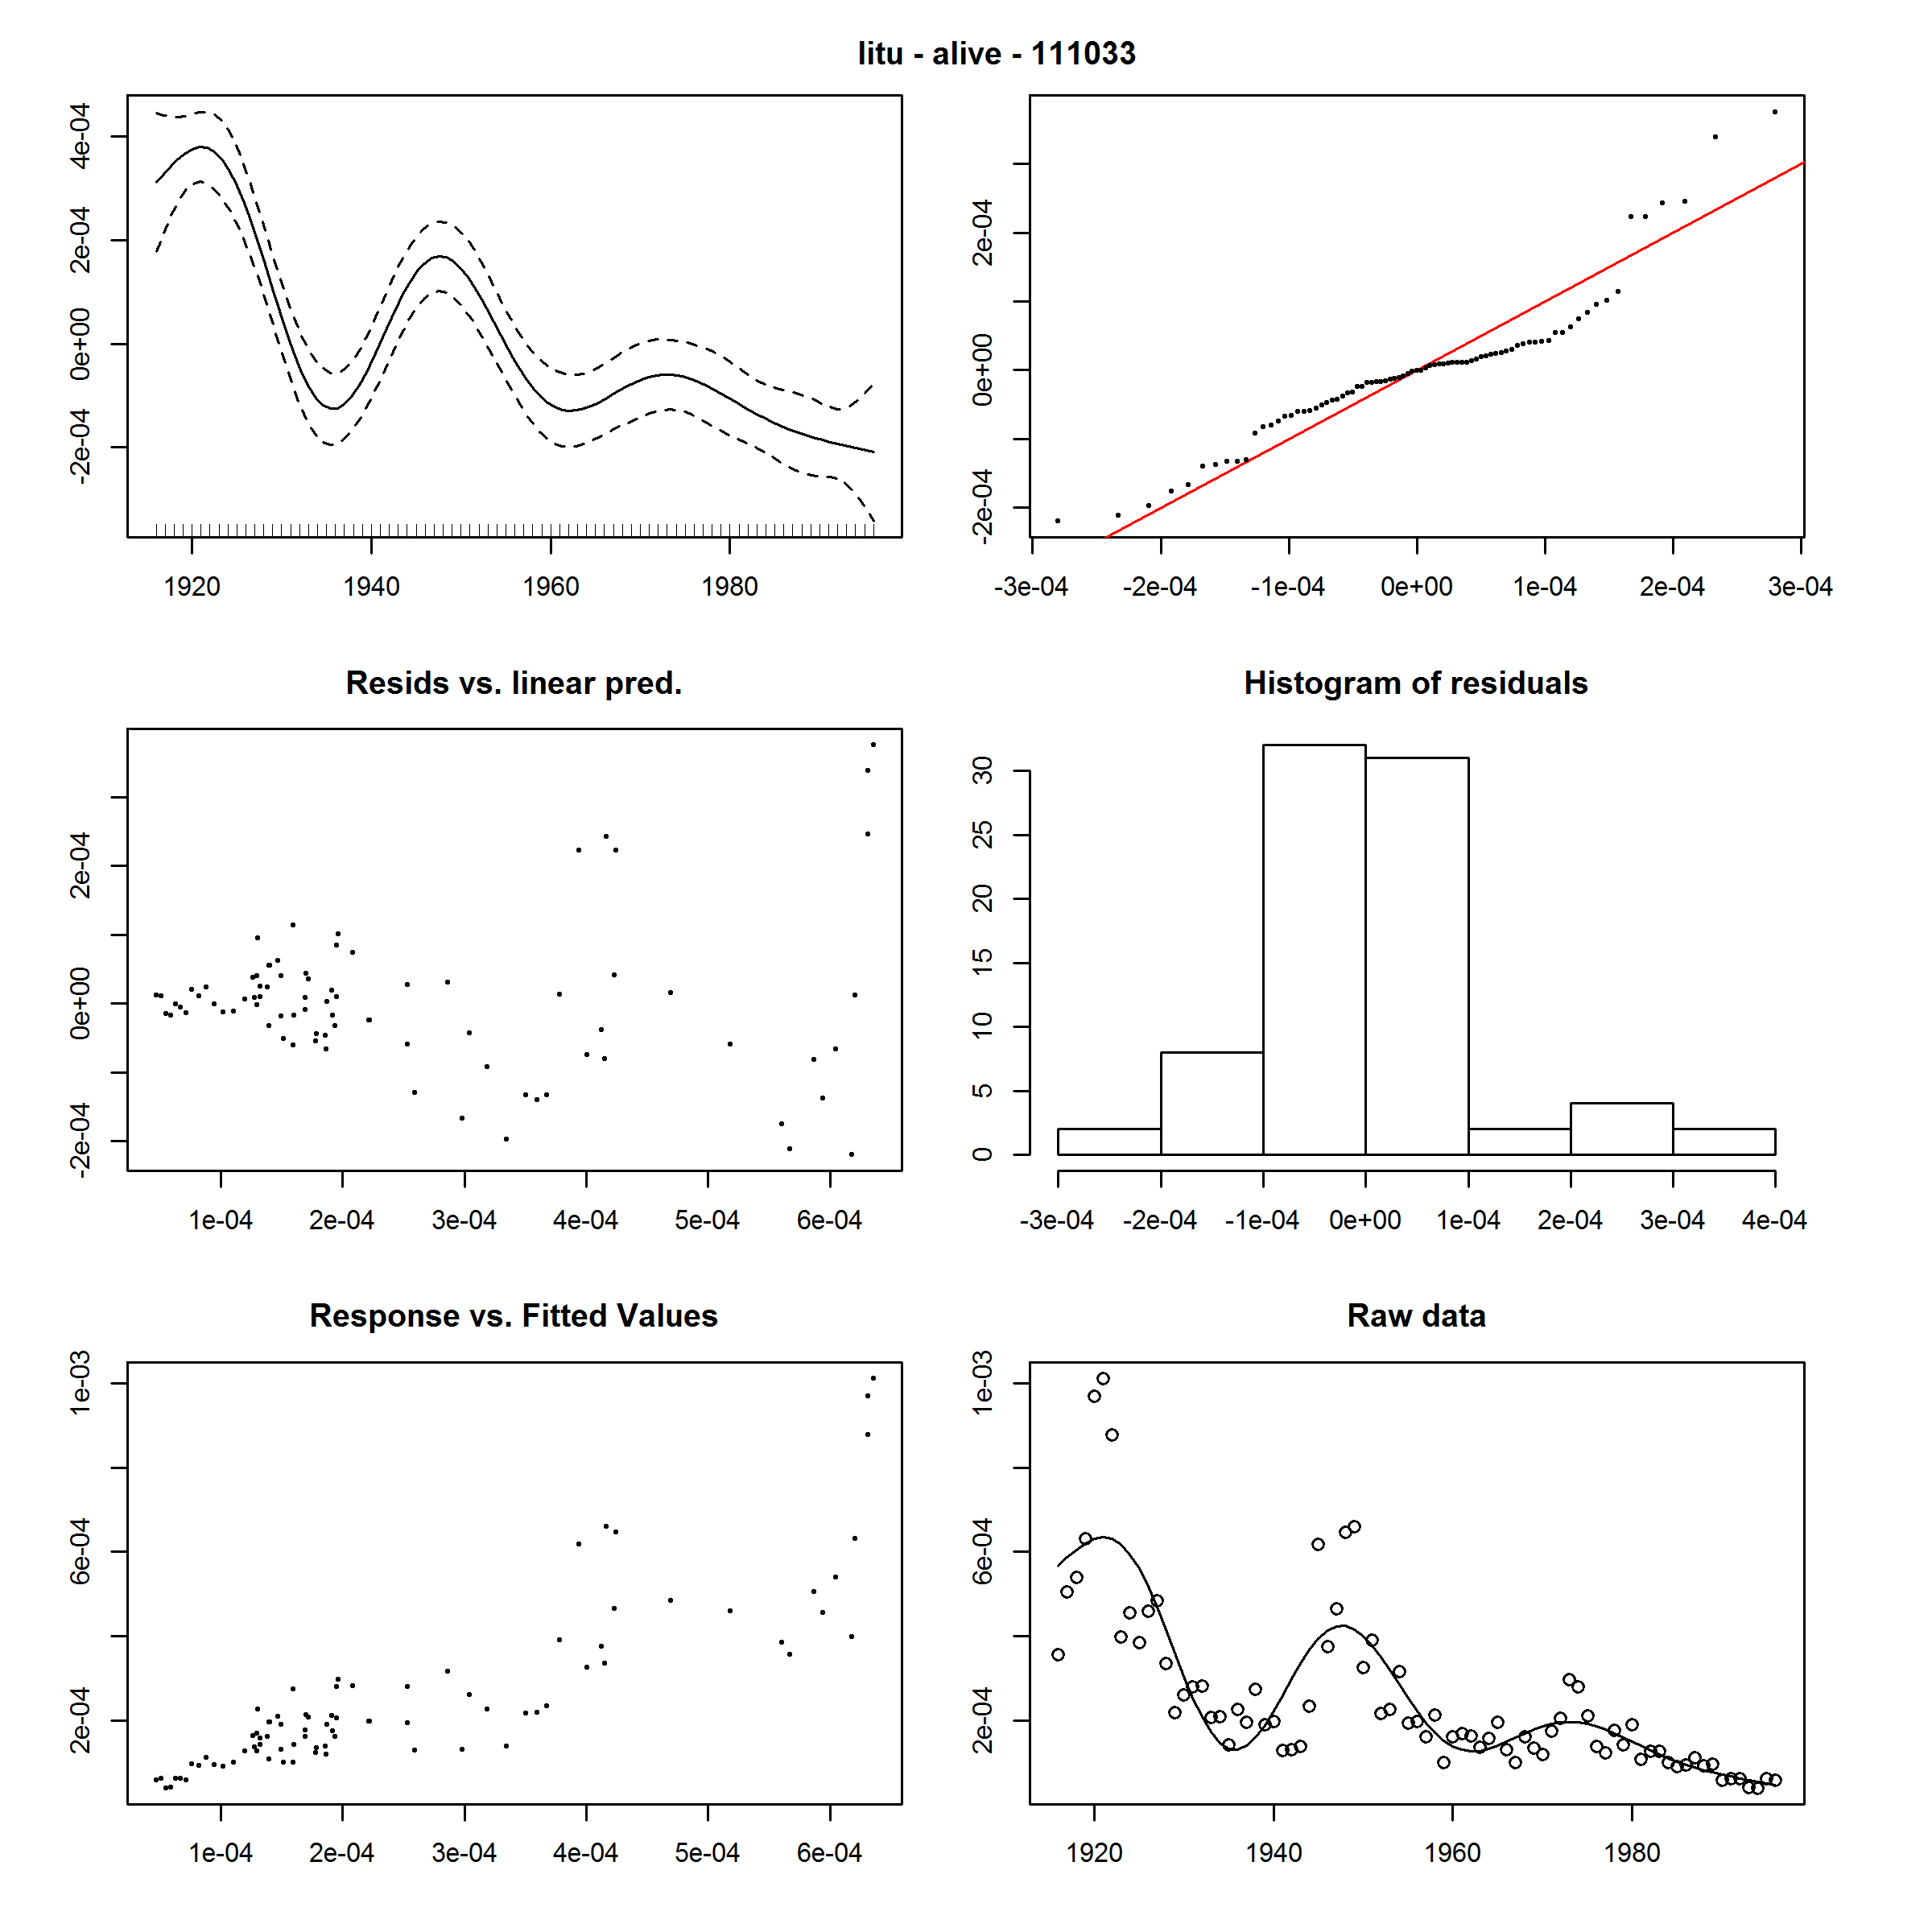 litu - alive - 111033
4e-04
2e-04
0e+00
-2e-04
1920 1940 1960 1980
2e-04
0e+00
-2e-04
-3e-04 -2e-04 -1e-04 0e+00 1e-04 2e-04 3e-04
Resids vs. linear pred.
2e-04
0e+00
-2e-04
1e-04 2e-04 3e-04 4e-04 5e-04 6e-04
Histogram of residuals
30
25
20
15
10
5
0
-3e-04 -2e-04 -1e-04 0e+00 1e-04 2e-04 3e-04 4e-04
Response vs. Fitted Values
1e-03
6e-04
2e-04
1e-04 2e-04 3e-04 4e-04 5e-04 6e-04
Raw data
1e-03
6e-04
2e-04
1920 1940 1960 1980